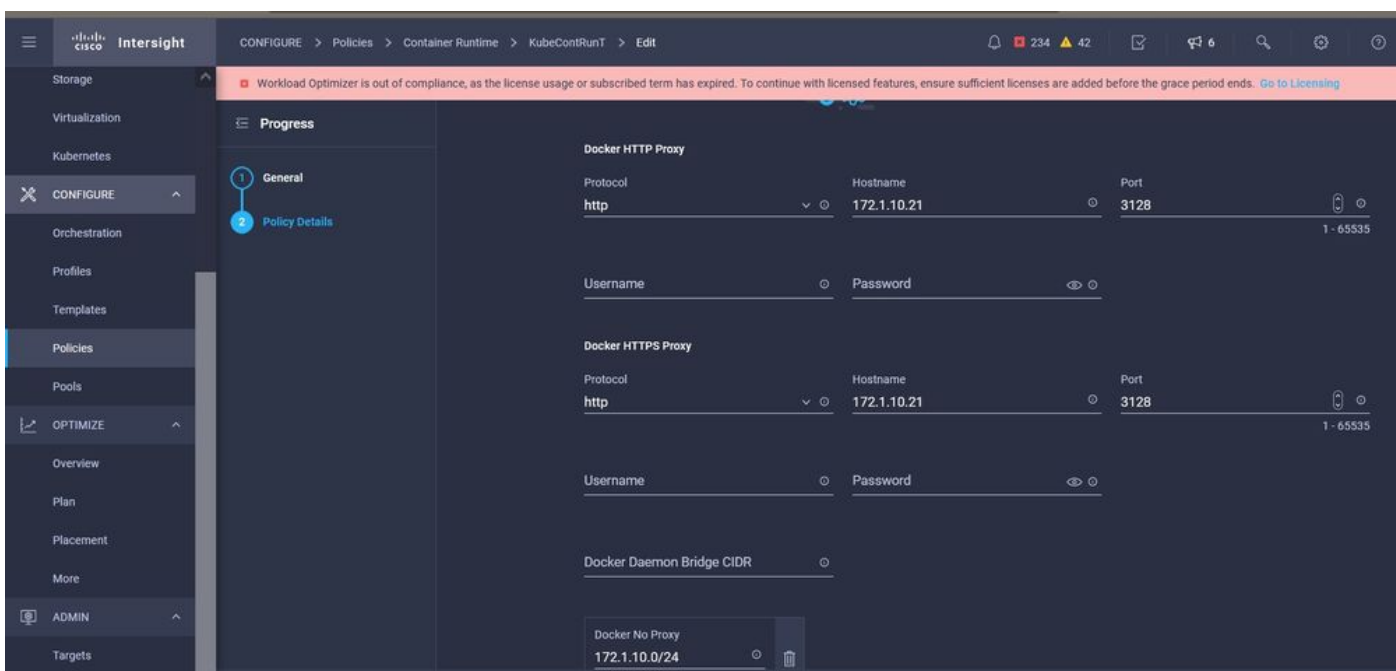 cisco Intersight
CONFIGURE > Policies > Container Runtime > KubeContRunT > Edit
234 42
6
Workload Optimizer is out of compliance, as the license usage or subscribed term has expired. To continue with licensed features, ensure sufficient licenses are added before the grace period ends. Go to Licensing
Storage
Virtualization
Kubernetes
CONFIGURE
Orchestration
Profiles
Templates
Policies
Pools
OPTIMIZE
Overview
Plan
Placement
More
ADMIN
Targets
Progress
1 General
2 Policy Details
Docker HTTP Proxy
Protocol Hostname Port
http 172.1.10.21 3128
1 - 65535
Username Password
Docker HTTPS Proxy
Protocol Hostname Port
http 172.1.10.21 3128
1 - 65535
Username Password
Docker Daemon Bridge CIDR
Docker No Proxy
172.1.10.0/24